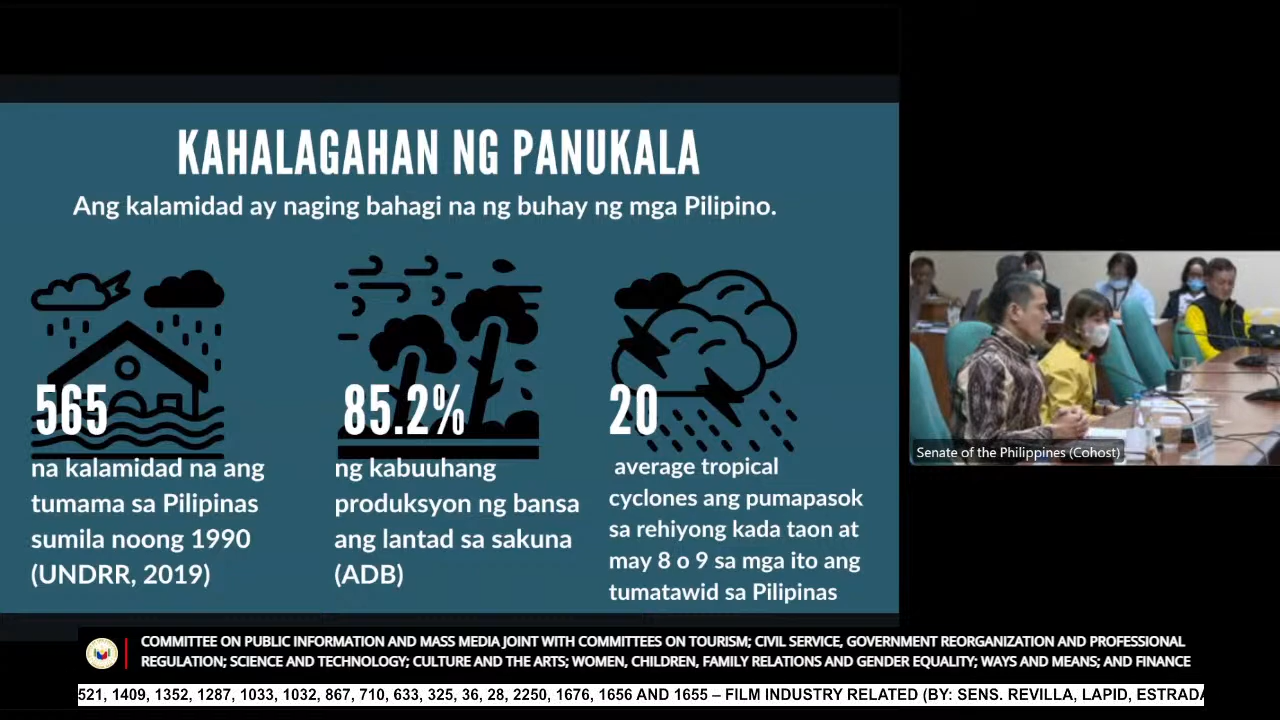 KAHALAGAHAN NG PANUKALA
Ang kalamidad ay naging bahagi na ng buhay ng mga Pilipino.
565
na kalamidad na ang
tumama sa Pilipinas
sumila noong 1990
(UNDRR, 2019)
85.2%
ng kabuuhang
produksyon ng bansa
ang lantad sa sakuna
(ADB)
20
average tropical
cyclones ang pumapasok
sa rehiyong kada taon at
may 8 o 9 sa mga ito ang
tumatawid sa Pilipinas
Senate of the Philippines (Cohost)
COMMITTEE ON PUBLIC INFORMATION AND MASS MEDIA JOINT WITH COMMITTEES ON TOURISM; CIVIL SERVICE, GOVERNMENT REORGANIZATION AND PROFESSIONAL
REGULATION; SCIENCE AND TECHNOLOGY; CULTURE AND THE ARTS; WOMEN, CHILDREN, FAMILY RELATIONS AND GENDER EQUALITY; WAYS AND MEANS; AND FINANCE
521, 1409, 1352, 1287, 1033, 1032, 867, 710, 633, 325, 36, 28, 2250, 1676, 1656 AND 1655 – FILM INDUSTRY RELATED (BY: SENS. REVILLA, LAPID, ESTRADA